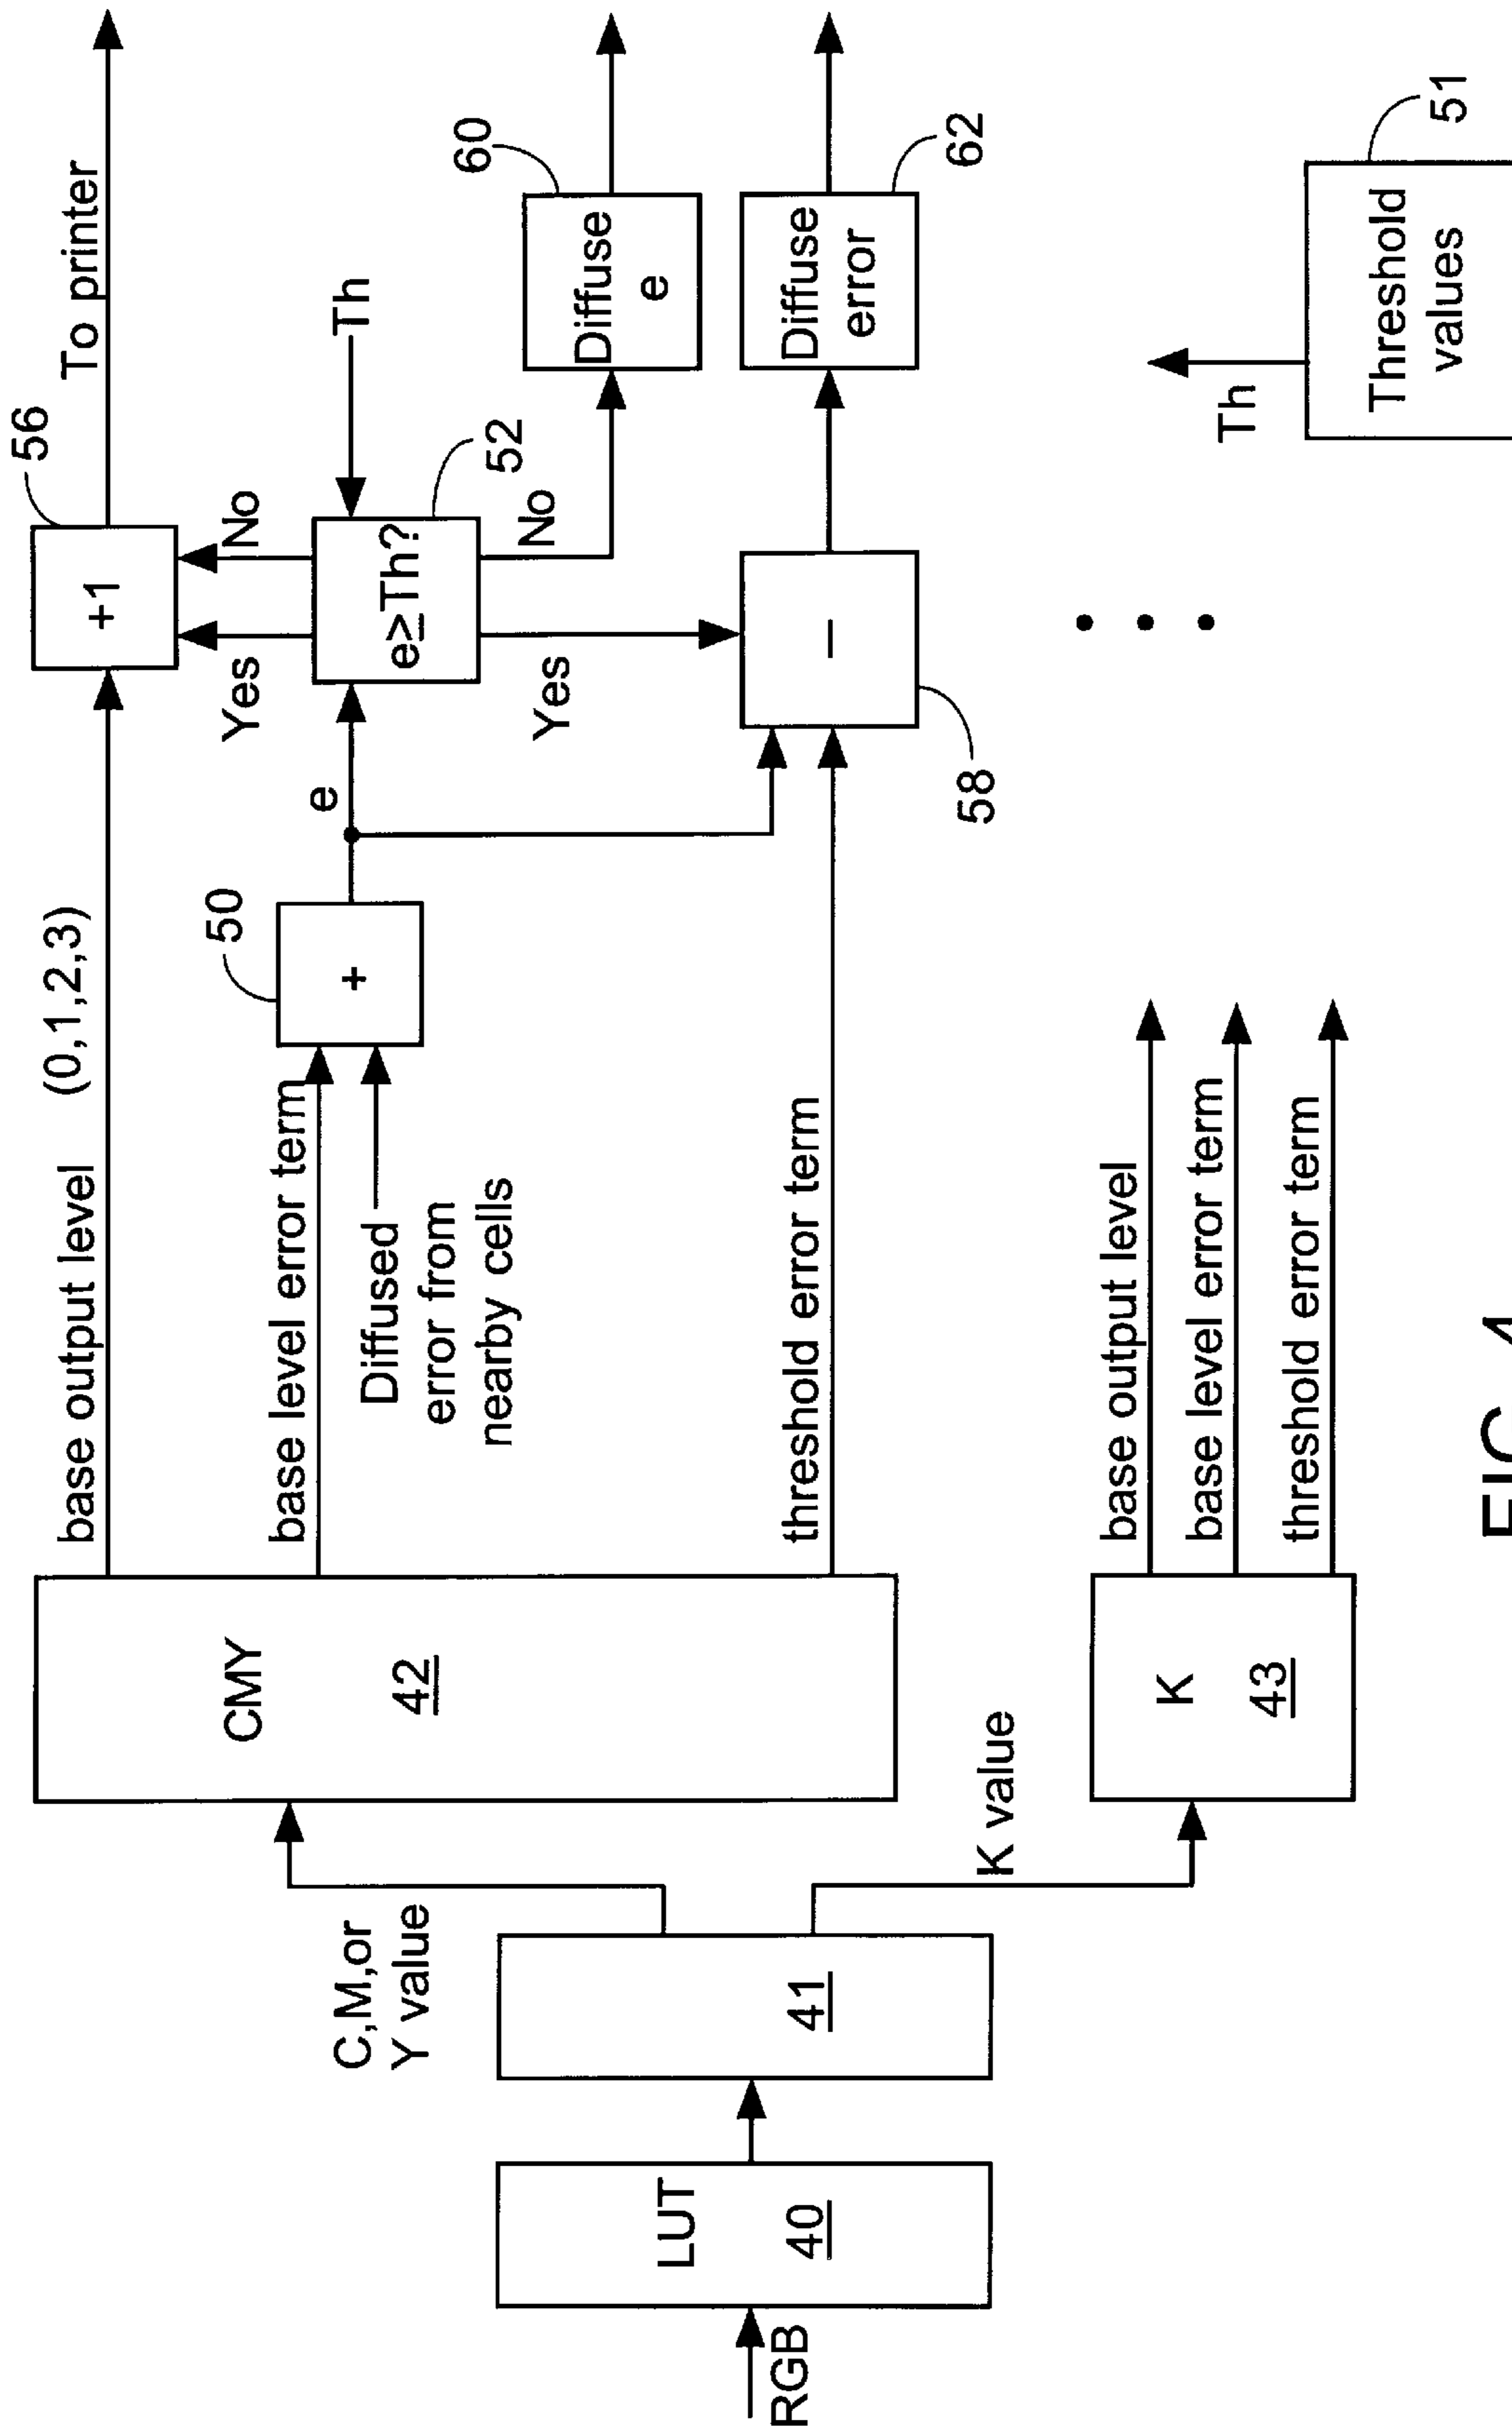 RGB
LUT
40
41
C,M,or
Y value
K value
CMY
42
K
43
base output level (0,1,2,3)
base level error term
Diffused
error from
nearby cells
threshold error term
base output level
base level error term
threshold error term
50
+
e
56
+1
To printer
Yes
No
e≥Th?
52
Th
Yes
No
58
–
60
Diffuse
e
Diffuse
error
62
Th
Threshold
values
51